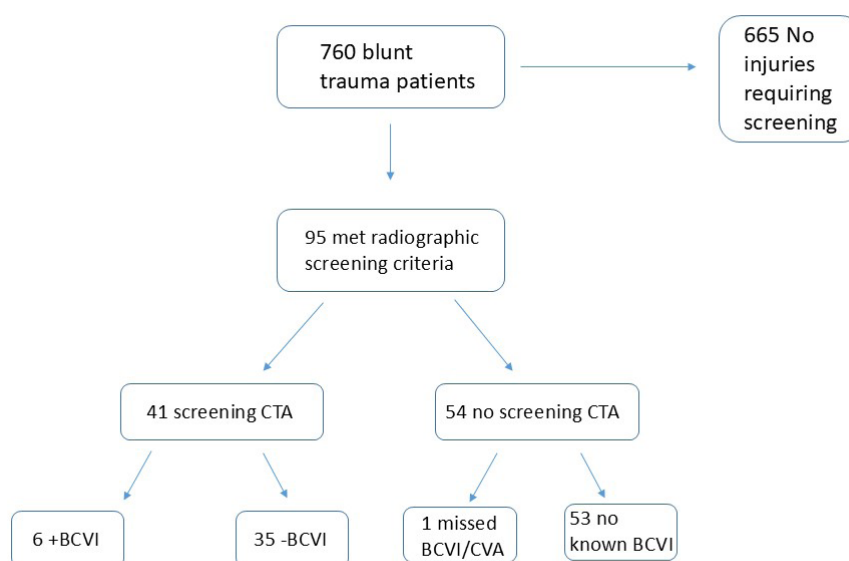 760 blunt
trauma patients
665 No
injuries
requiring
screening
95 met radiographic
screening criteria
41 screening CTA
54 no screening CTA
6 +BCVI
35 -BCVI
1 missed
BCVI/CVA
53 no
known BCVI